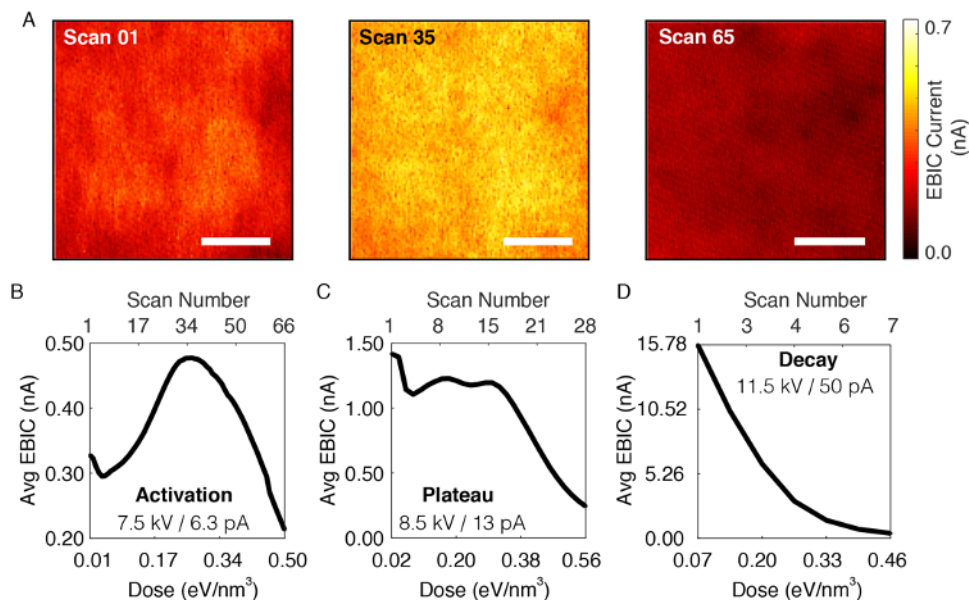 A
Scan 01
Scan 35
Scan 65
0.7
0.0
EBIC Current
(nA)
B
Scan Number
1 17 34 50 66
0.50
0.40
0.30
0.20
Avg EBIC (nA)
Activation
7.5 kV / 6.3 pA
0.01 0.17 0.34 0.50
Dose (eV/nm³)
C
Scan Number
1 8 15 21 28
1.50
1.00
0.50
0.00
Avg EBIC (nA)
Plateau
8.5 kV / 13 pA
0.02 0.20 0.38 0.56
Dose (eV/nm³)
D
Scan Number
1 3 4 6 7
15.78
10.52
5.26
0.00
Avg EBIC (nA)
Decay
11.5 kV / 50 pA
0.07 0.20 0.33 0.46
Dose (eV/nm³)